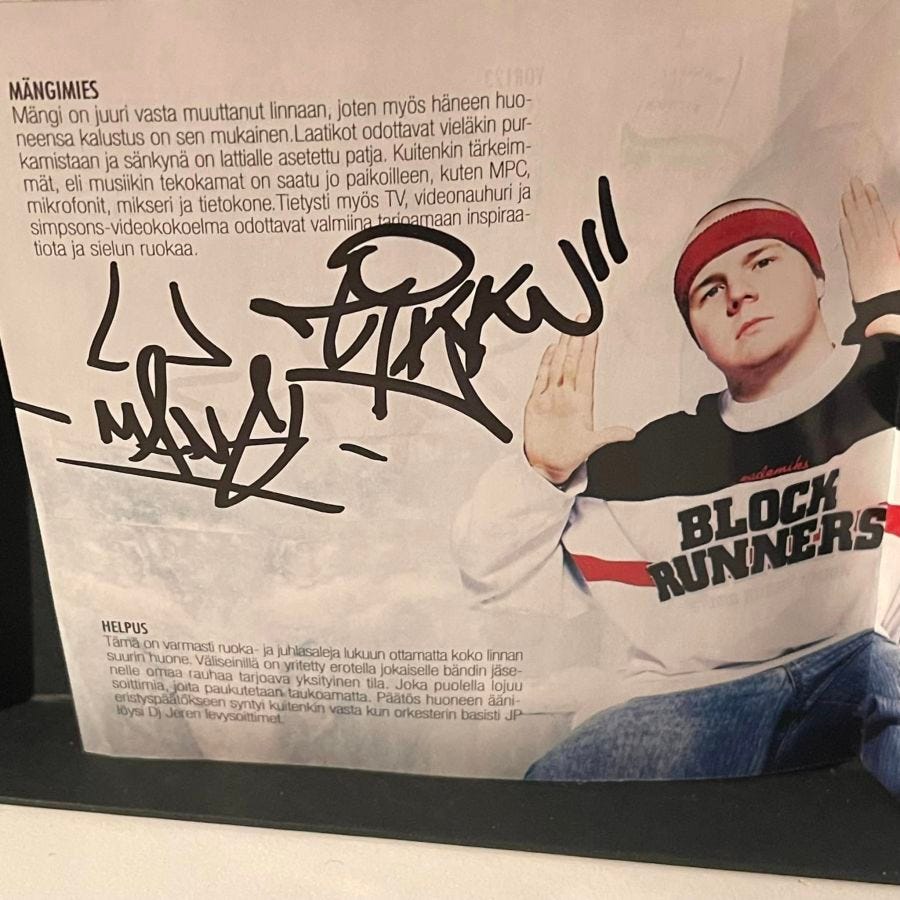 MÄNGIMIES
Mängi on juuri vasta muuttanut linnaan, joten myös häneen huo-
neensa kalustus on sen mukainen.Laatikot odottavat vieläkin pur-
kamistaan ja sänkynä on lattialle asetettu patja. Kuitenkin tärkeim-
mät, eli musiikin tekokamat on saatu jo paikoilleen, kuten MPC,
mikrofonit, mikseri ja tietokone.Tietysti myös TV, videonauhuri ja
simpsons-videokokoelma odottavat valmiina tarjoamaan inspiraa-
tiota ja sielun ruokaa.
academiks
BLOCK
RUNNERS
HELPUS
Tämä on varmasti ruoka- ja juhlasaleja lukuun ottamatta koko linnan
suurin huone. Väliseinillä on yritetty erotella jokaiselle bändin jäse-
nelle omaa rauhaa tarjoava yksityinen tila. Joka puolella lojuu
soittimia, joita paukutetaan taukoamatta. Päätös huoneen ääni-
eristyspäätökseen syntyi kuitenkin vasta kun orkesterin basisti JP
löysi Dj Jeren levysoittimet.